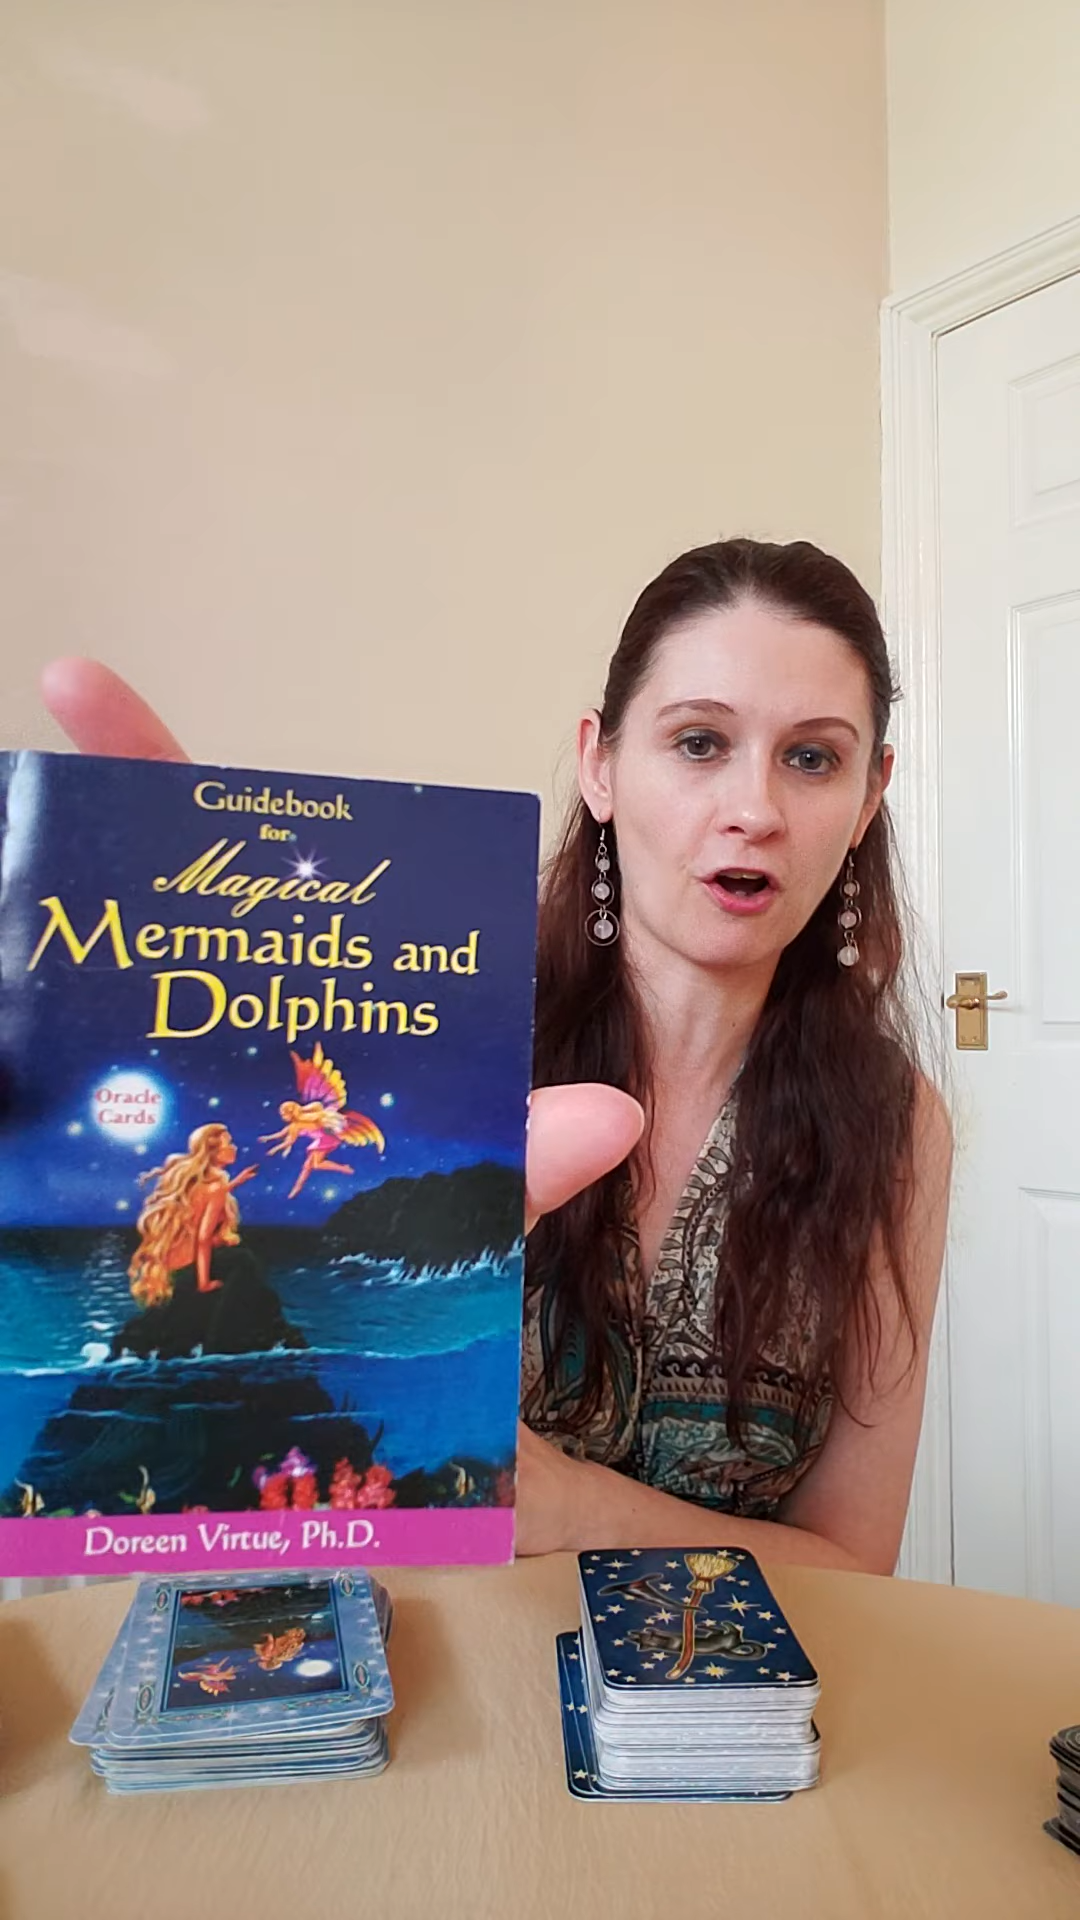 Guidebook
for
Magical
Mermaids and
Dolphins
Oracle
Cards
Doreen Virtue, Ph.D.